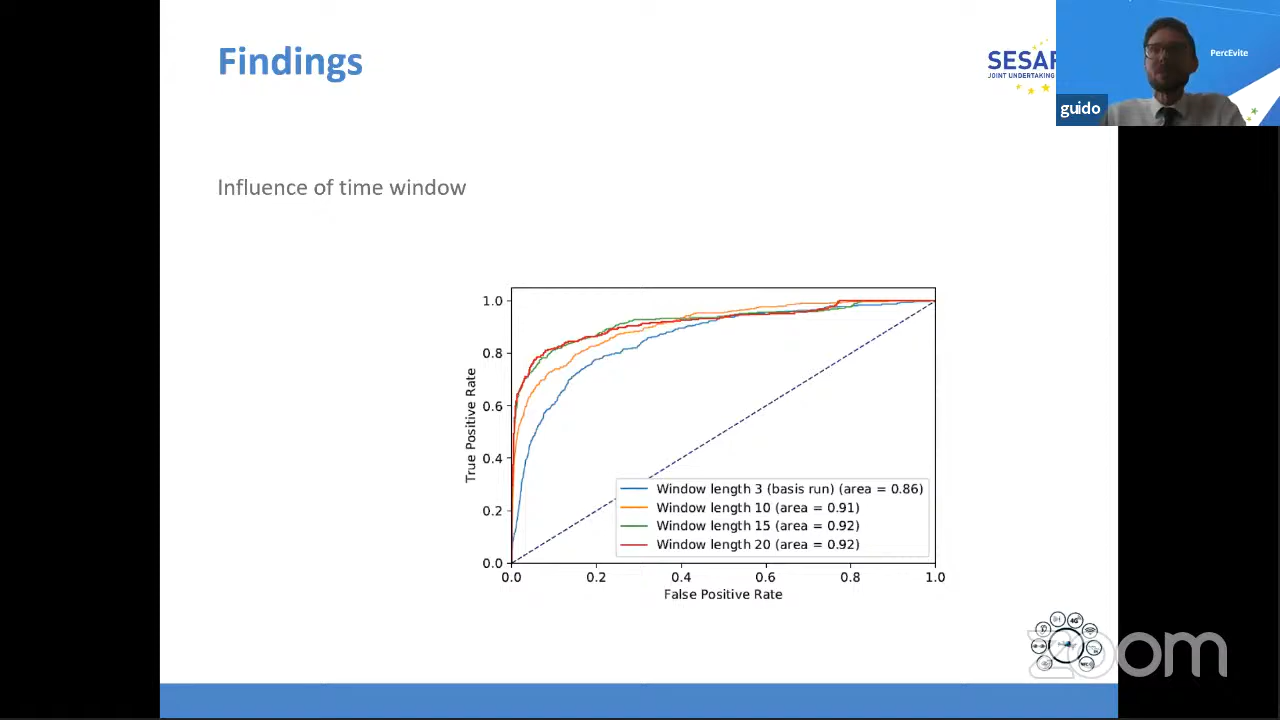 Findings
SESAR
JOINT UNDERTAKING
PercEvite
guido
Influence of time window
1.0
0.8
0.6
0.4
0.2
0.0
True Positive Rate
Window length 3 (basis run) (area = 0.86)
Window length 10 (area = 0.91)
Window length 15 (area = 0.92)
Window length 20 (area = 0.92)
0.0 0.2 0.4 0.6 0.8 1.0
False Positive Rate
4G
zoom